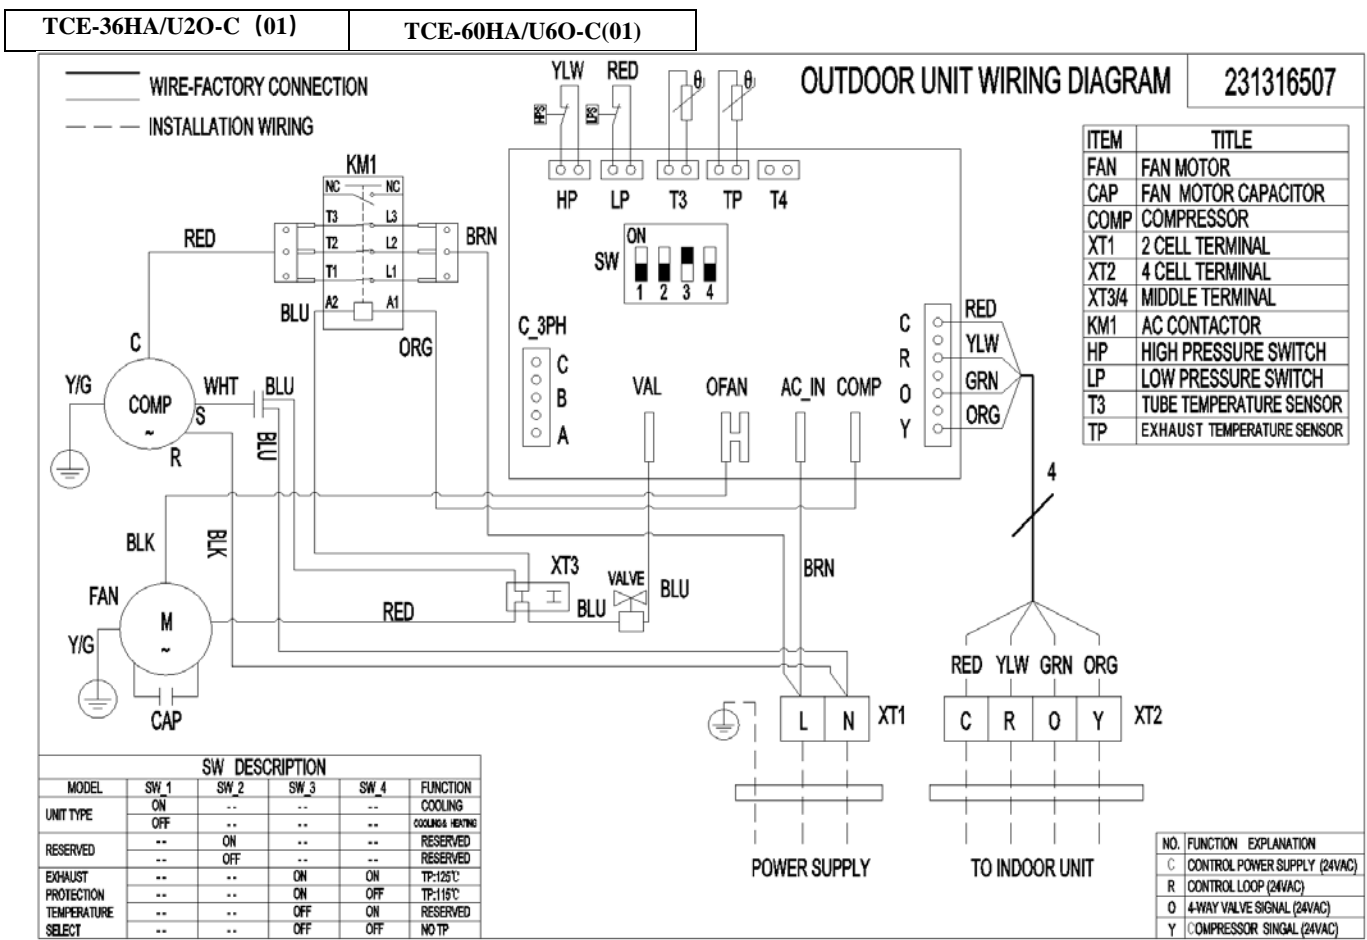 TCE-36HA/U2O-C（01）
TCE-60HA/U6O-C(01)
OUTDOOR UNIT WIRING DIAGRAM
231316507
WIRE-FACTORY CONNECTION
INSTALLATION WIRING
YLW
RED
HPS
LPS
θ
θ
HP
LP
T3
TP
T4
ITEM TITLE
FAN FAN MOTOR
CAP FAN MOTOR CAPACITOR
COMP COMPRESSOR
XT1 2 CELL TERMINAL
XT2 4 CELL TERMINAL
XT3/4 MIDDLE TERMINAL
KM1 AC CONTACTOR
HP HIGH PRESSURE SWITCH
LP LOW PRESSURE SWITCH
T3 TUBE TEMPERATURE SENSOR
TP EXHAUST TEMPERATURE SENSOR
KM1
NC NC
T3 L3
T2 L2
T1 L1
A2 A1
RED
BRN
BLU
ORG
SW
ON
1 2 3 4
C_3PH
C
B
A
VAL
OFAN
AC_IN
COMP
C
R
O
Y
RED
YLW
GRN
ORG
4
C
Y/G
COMP
~
WHT
BLU
S
R
BLU
BLK
BLK
FAN
M
~
Y/G
CAP
RED
XT3
VALVE
BLU
BLU
BRN
L N XT1
RED YLW GRN ORG
C R O Y XT2
POWER SUPPLY
TO INDOOR UNIT
SW DESCRIPTION
MODEL SW_1 SW_2 SW_3 SW_4 FUNCTION
UNIT TYPE
ON -- -- -- COOLING
OFF -- -- -- COOLING& HEATING
RESERVED
-- ON -- -- RESERVED
-- OFF -- -- RESERVED
EXHAUST -- -- ON ON TP:125℃
PROTECTION -- -- ON OFF TP:115℃
TEMPERATURE -- -- OFF ON RESERVED
SELECT -- -- OFF OFF NO TP
NO. FUNCTION EXPLANATION
C CONTROL POWER SUPPLY (24VAC)
R CONTROL LOOP (24VAC)
O 4-WAY VALVE SIGNAL (24VAC)
Y COMPRESSOR SINGAL (24VAC)